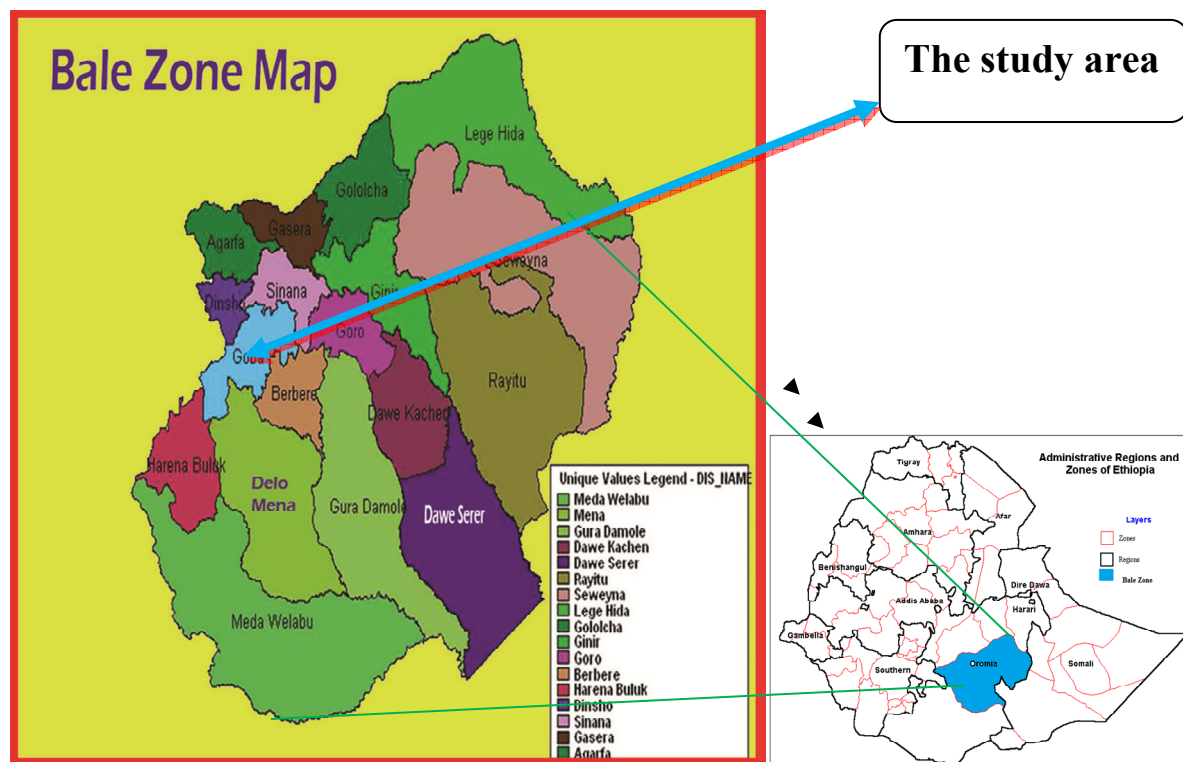 Bale Zone Map
The study area
Lege Hida
Gololcha
Gasera
Agarfa
Seweyna
Sinana
Ginir
Dinsho
Goro
Goba
Rayitu
Berbere
Dawe Kachen
Harena Buluk
Delo
Mena
Gura Damole
Dawe Serer
Meda Welabu
Unique Values Legend - DIS_NAME
Meda Welabu
Mena
Gura Damole
Dawe Kachen
Dawe Serer
Rayitu
Seweyna
Lege Hida
Gololcha
Ginir
Goro
Berbere
Harena Buluk
Dinsho
Sinana
Gasera
Agarfa
Administrative Regions and
Zones of Ethiopia
Layers
Zones
Regions
Bale Zone
Tigray
Afar
Amhara
Benishangul
Dire Dawa
Addis Ababa
Harari
Gambella
Southern
Oromia
Somali